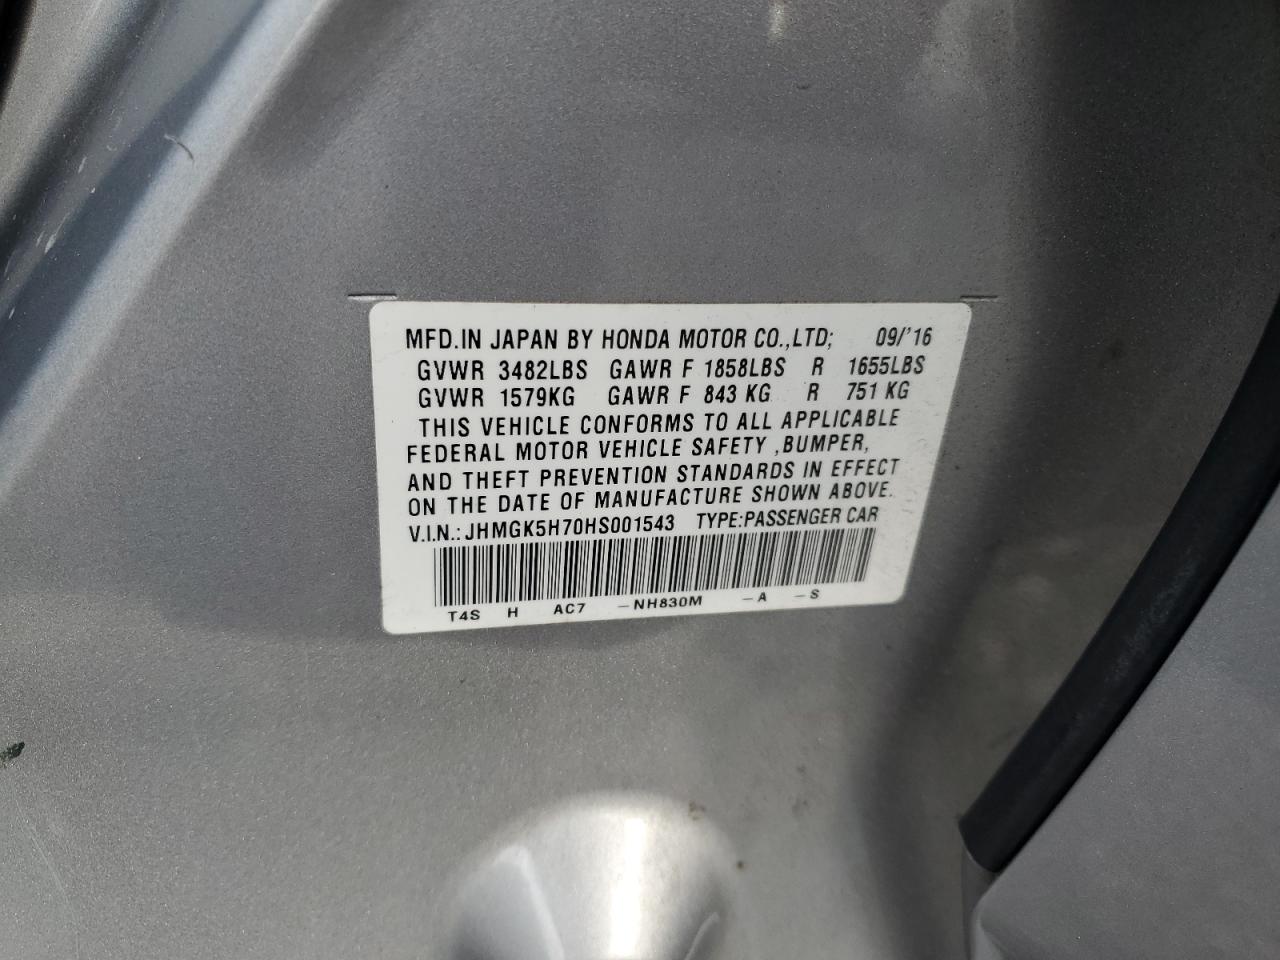 MFD.IN JAPAN BY HONDA MOTOR CO.,LTD; 09/'16
GVWR 3482LBS GAWR F 1858LBS R 1655LBS
GVWR 1579KG GAWR F 843 KG R 751 KG
THIS VEHICLE CONFORMS TO ALL APPLICABLE
FEDERAL MOTOR VEHICLE SAFETY ,BUMPER,
AND THEFT PREVENTION STANDARDS IN EFFECT
ON THE DATE OF MANUFACTURE SHOWN ABOVE.
V.I.N.: JHMGK5H70HS001543 TYPE:PASSENGER CAR
T4S H AC7 -NH830M -A -S